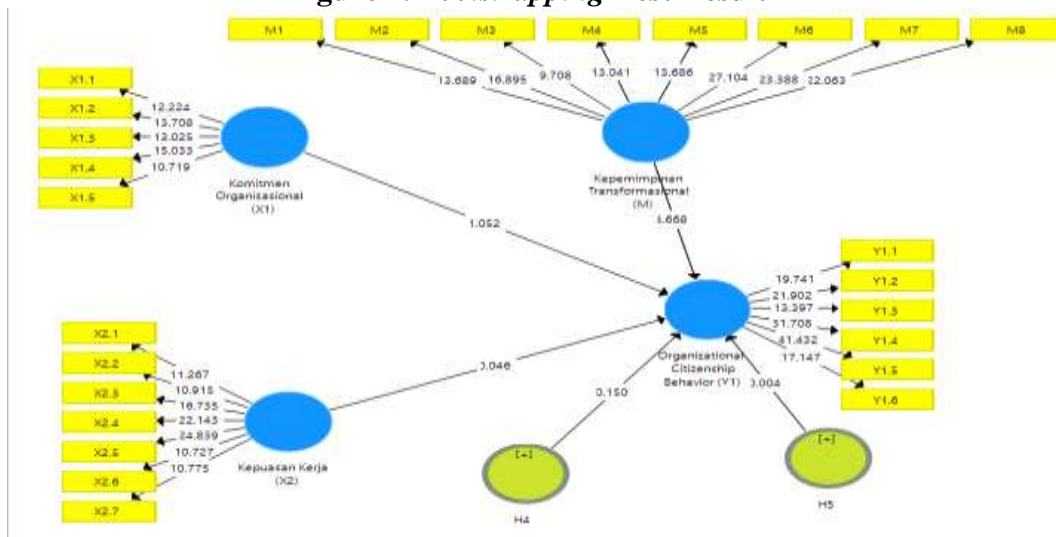 M1
M2
M3
M4
M5
M6
M7
M8
13.689
16.895
9.708
13.041
13.686
27.104
23.388
22.063
X1.1
X1.2
X1.3
X1.4
X1.5
12.224
13.708
12.025
15.033
10.719
Komitmen
Organisasional
(X1)
Kepemimpinan
Transformasional
(M)
Y1.1
Y1.2
Y1.3
Y1.4
Y1.5
Y1.6
19.741
21.902
13.397
31.708
41.432
17.147
Organizational
Citizenship
Behavior (Y1)
X2.1
X2.2
X2.3
X2.4
X2.5
X2.6
X2.7
11.267
10.915
16.735
22.143
24.839
10.727
10.775
Kepuasan Kerja
(X2)
0.150
[+]
H4
[+]
H5